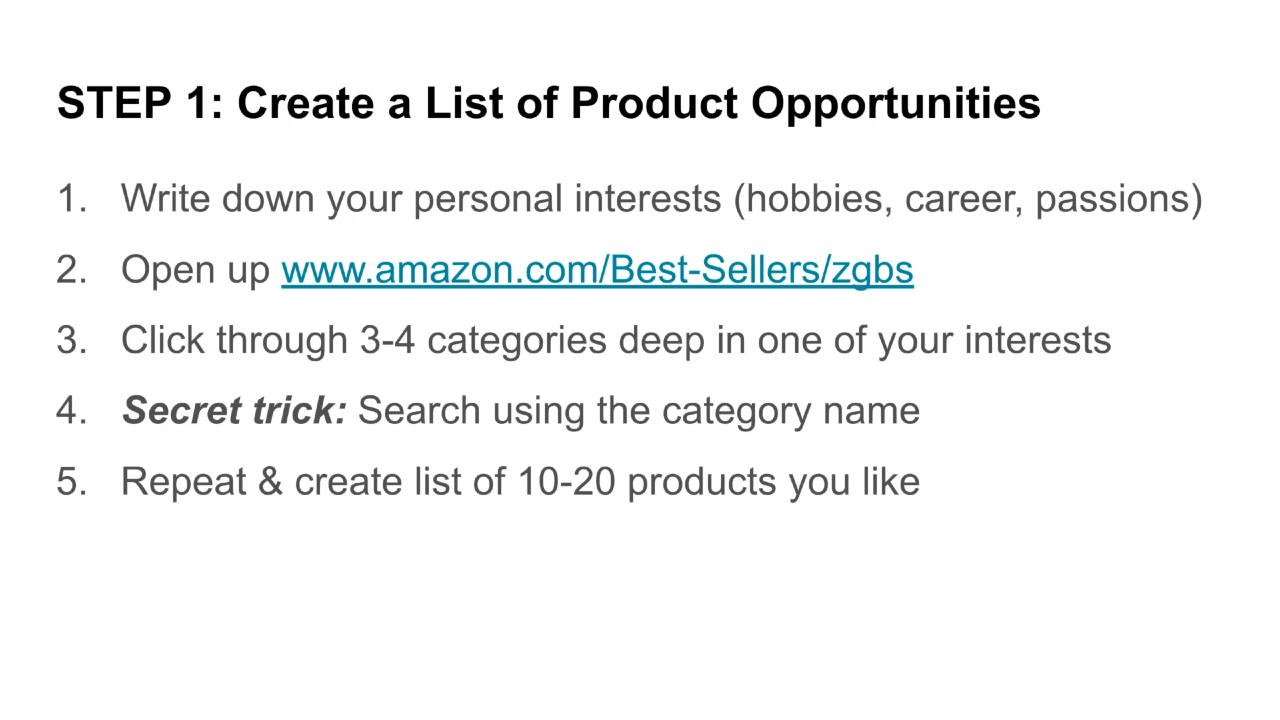 STEP 1: Create a List of Product Opportunities
1. Write down your personal interests (hobbies, career, passions)
2. Open up www.amazon.com/Best-Sellers/zgbs
3. Click through 3-4 categories deep in one of your interests
4. Secret trick: Search using the category name
5. Repeat & create list of 10-20 products you like